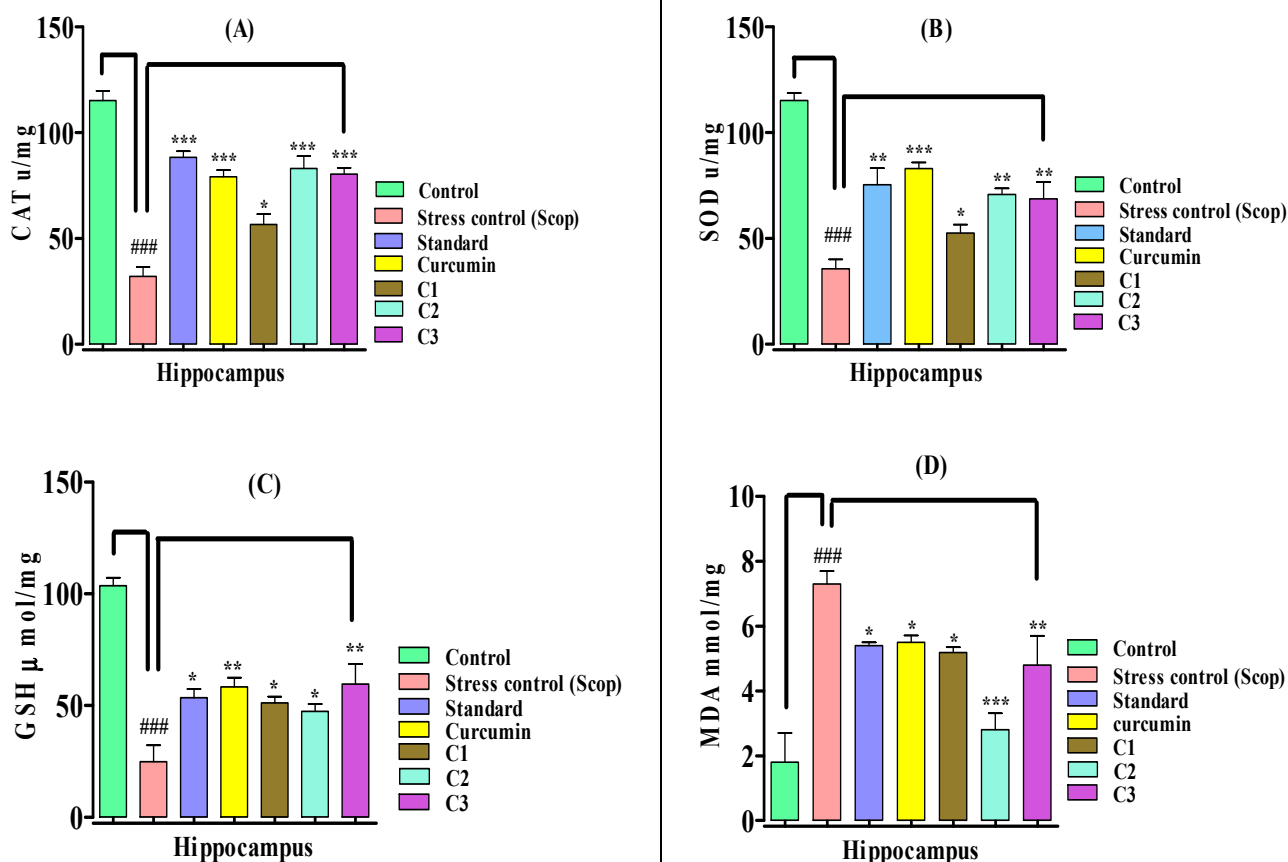 (A)
150
100
50
0
CAT u/mg
###
***
***
*
***
***
Hippocampus
Control
Stress control (Scop)
Standard
Curcumin
C1
C2
C3
(B)
150
100
50
0
SOD u/mg
###
**
***
*
**
**
Hippocampus
Control
Stress control (Scop)
Standard
Curcumin
C1
C2
C3
(C)
150
100
50
0
GSH μ mol/mg
###
*
**
*
*
**
Hippocampus
Control
Stress control (Scop)
Standard
Curcumin
C1
C2
C3
(D)
10
8
6
4
2
0
MDA mmol/mg
###
*
*
*
***
**
Hippocampus
Control
Stress control (Scop)
Standard
curcumin
C1
C2
C3